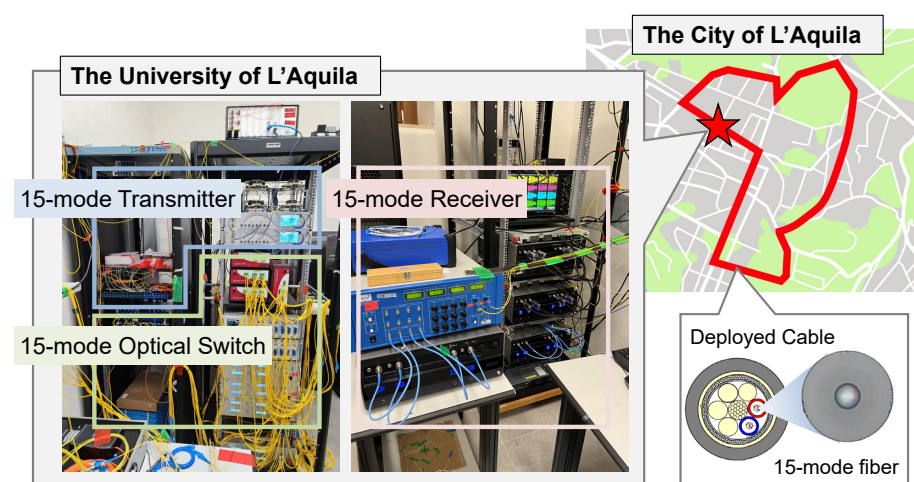 The City of L'Aquila
The University of L'Aquila
15-mode Transmitter
15-mode Receiver
15-mode Optical Switch
Deployed Cable
15-mode fiber